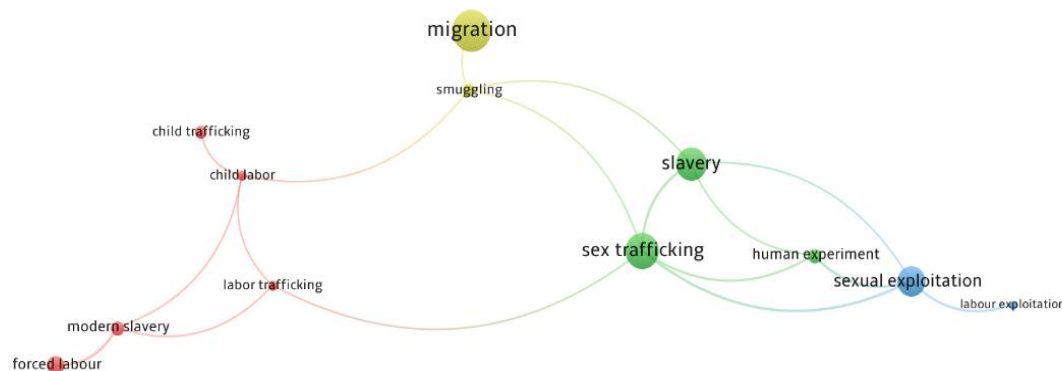 migration
smuggling
child trafficking
slavery
child labor
sex trafficking
human experiment
sexual exploitation
labor trafficking
labour exploitation
modern slavery
forced labour